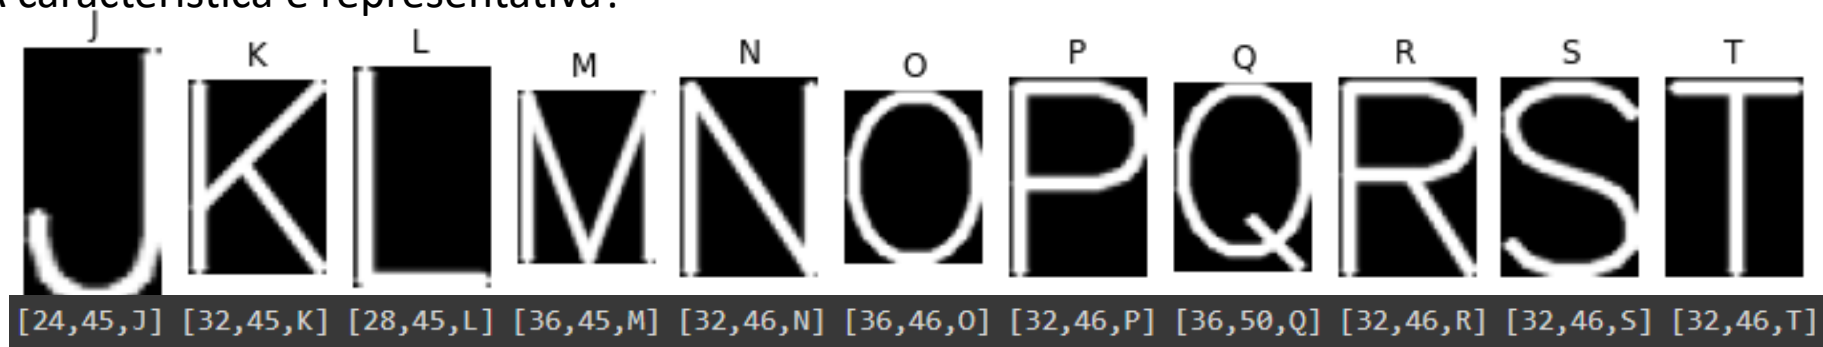 A característica é representativa?
J K L M N O P Q R S T
J K L M N O P Q R S T
[24,45,J] [32,45,K] [28,45,L] [36,45,M] [32,46,N] [36,46,O] [32,46,P] [36,50,Q] [32,46,R] [32,46,S] [32,46,T]